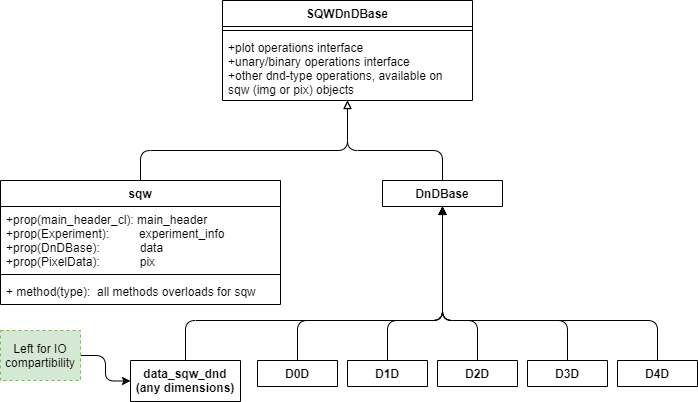 SQWDnDBase
+plot operations interface
+unary/binary operations interface
+other dnd-type operations, available on
sqw (img or pix) objects
sqw
+prop(main_header_cl): main_header
+prop(Experiment): experiment_info
+prop(DnDBase): data
+prop(PixelData): pix
+ method(type): all methods overloads for sqw
DnDBase
Left for IO
compartibility
data_sqw_dnd
(any dimensions)
D0D
D1D
D2D
D3D
D4D